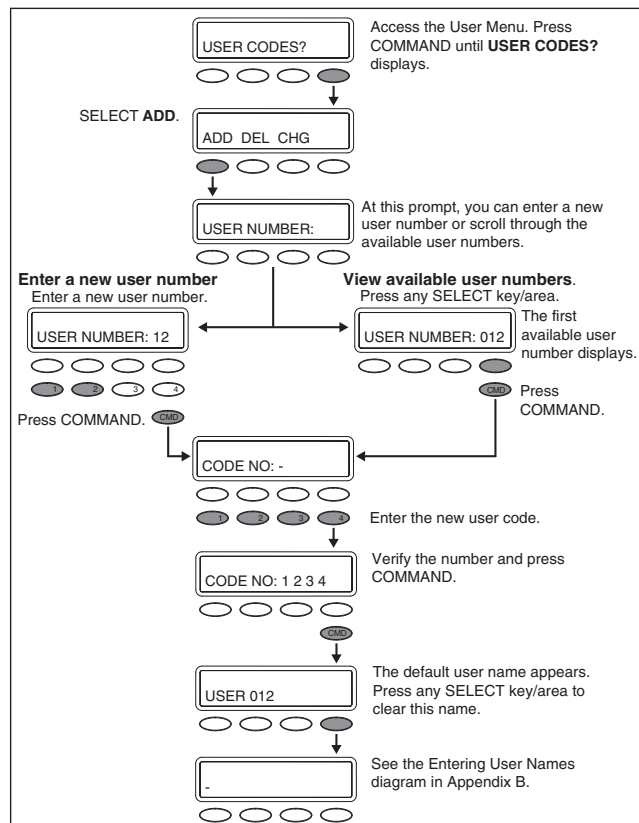 USER CODES?
Access the User Menu. Press
COMMAND until USER CODES?
displays.
SELECT ADD.
ADD DEL CHG
USER NUMBER:
At this prompt, you can enter a new
user number or scroll through the
available user numbers.
Enter a new user number
Enter a new user number.
USER NUMBER: 12
1 2 3 4
Press COMMAND.
CMD
View available user numbers.
Press any SELECT key/area.
USER NUMBER: 012
The first
available user
number displays.
CMD
Press
COMMAND.
CODE NO: -
1 2 3 4
Enter the new user code.
CODE NO: 1 2 3 4
Verify the number and press
COMMAND.
CMD
USER 012
The default user name appears.
Press any SELECT key/area to
clear this name.
-
See the Entering User Names
diagram in Appendix B.